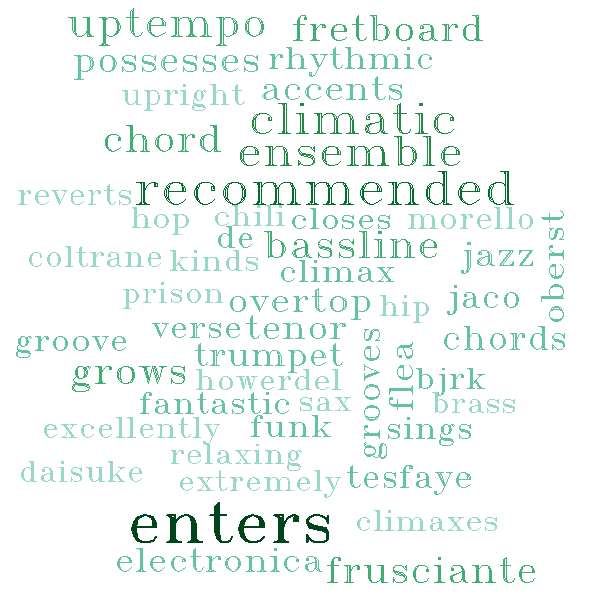 uptempo fretboard
possesses rhythmic
upright accents
climatic
chord ensemble
recommended
reverts
hop chili closes morello
de bassline jazz oberst
coltrane kinds climax
prison overtop hip jaco
groove verse tenor chords
trumpet grooves flea
grows howerdel bjrk
fantastic sax brass
excellently funk sings
relaxing
daisuke extremely tesfaye
enters climaxes
electronica frusciante